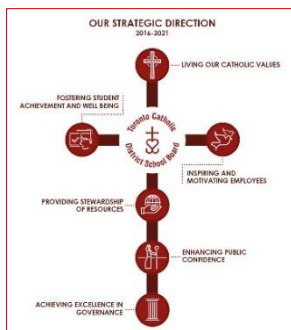 OUR STRATEGIC DIRECTION
2016-2021
LIVING OUR CATHOLIC VALUES
FOSTERING STUDENT
ACHIEVEMENT AND WELL BEING
Toronto Catholic
District School Board
INSPIRING AND
MOTIVATING EMPLOYEES
PROVIDING STEWARDSHIP
OF RESOURCES
ENHANCING PUBLIC
CONFIDENCE
ACHIEVING EXCELLENCE IN
GOVERNANCE